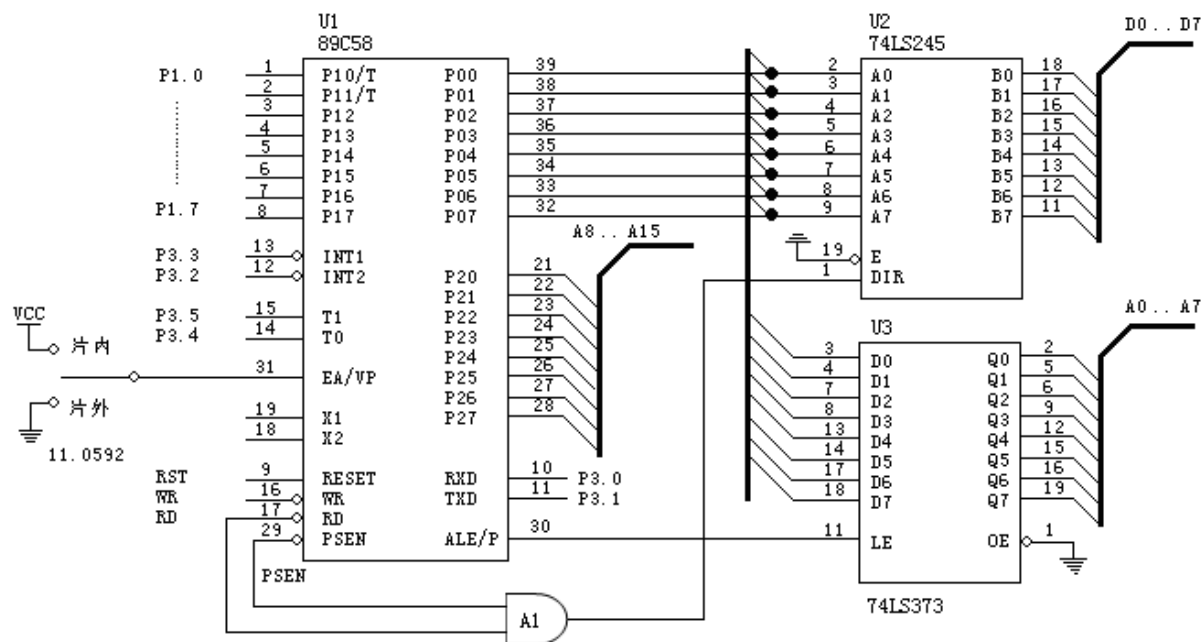 U1
89C58
U2
74LS245
D0..D7
P1.0
P1.7
1 P10/T
2 P11/T
3 P12
4 P13
5 P14
6 P15
7 P16
8 P17
P3.3 13 INT1
P3.2 12 INT2
P3.5 15 T1
P3.4 14 T0
VCC
片内
片外
31 EA/VP
19 X1
18 X2
11.0592
RST 9 RESET
WR 16 WR
RD 17 RD
29 PSEN
PSEN
P00 39
P01 38
P02 37
P03 36
P04 35
P05 34
P06 33
P07 32
A8..A15
P20 21
P21 22
P22 23
P23 24
P24 25
P25 26
P26 27
P27 28
RXD 10 P3.0
TXD 11 P3.1
ALE/P 30
A1
2 A0 B0 18
3 A1 B1 17
4 A2 B2 16
5 A3 B3 15
6 A4 B4 14
7 A5 B5 13
8 A6 B6 12
9 A7 B7 11
19 E
1 DIR
U3
A0..A7
3 D0 Q0 2
4 D1 Q1 5
7 D2 Q2 6
8 D3 Q3 9
13 D4 Q4 12
14 D5 Q5 15
17 D6 Q6 16
18 D7 Q7 19
11 LE OE 1
74LS373